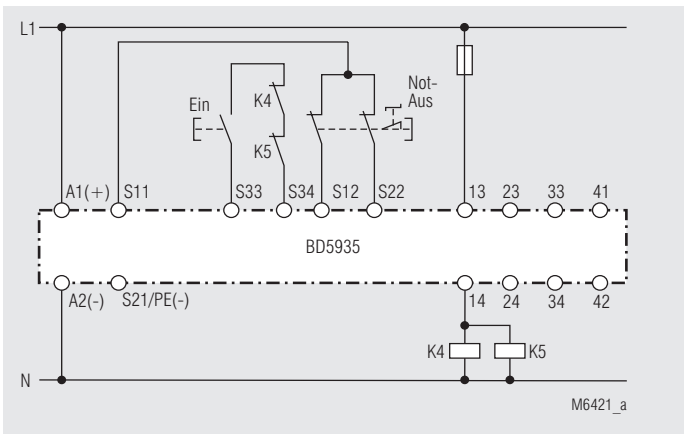 L1
Not-
Aus
Ein
K4
K5
A1(+) S11 S33 S34 S12 S22 13 23 33 41
BD5935
A2(-) S21/PE(-) 14 24 34 42
K4 K5
N
M6421_a